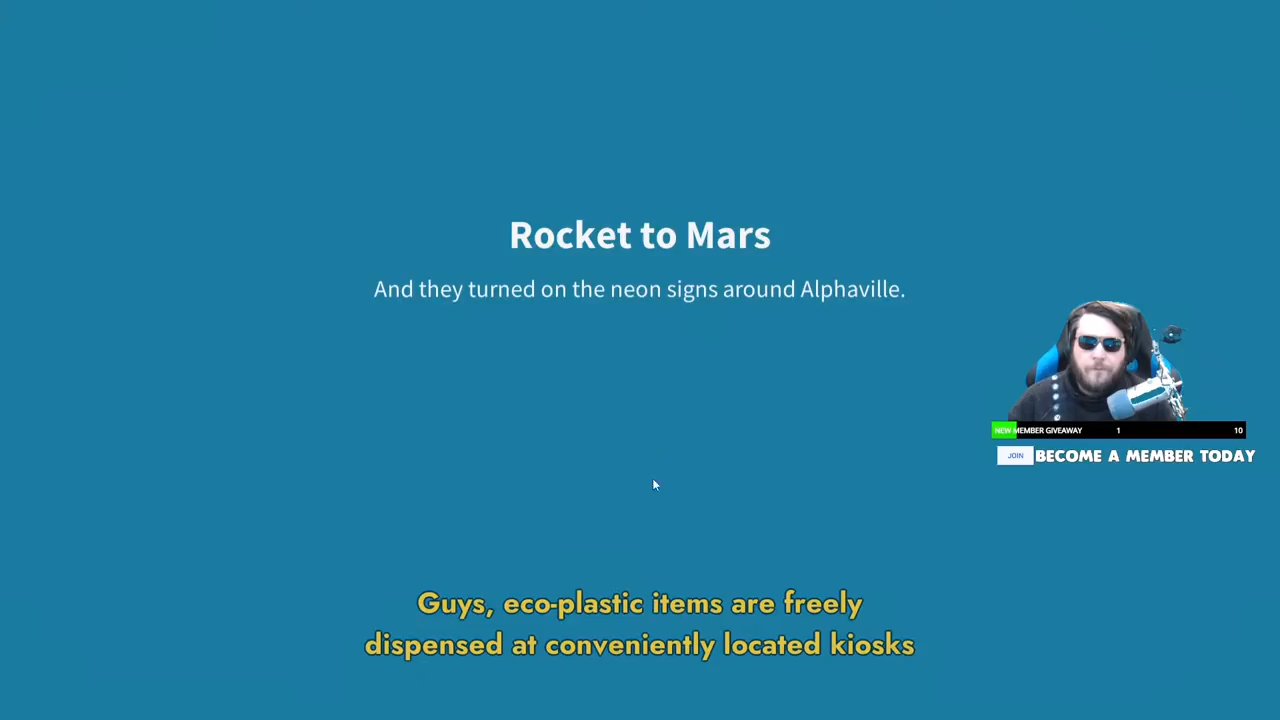 Rocket to Mars
And they turned on the neon signs around Alphaville.
NEW MEMBER GIVEAWAY 1 10
JOIN BECOME A MEMBER TODAY
Guys, eco-plastic items are freely
dispensed at conveniently located kiosks